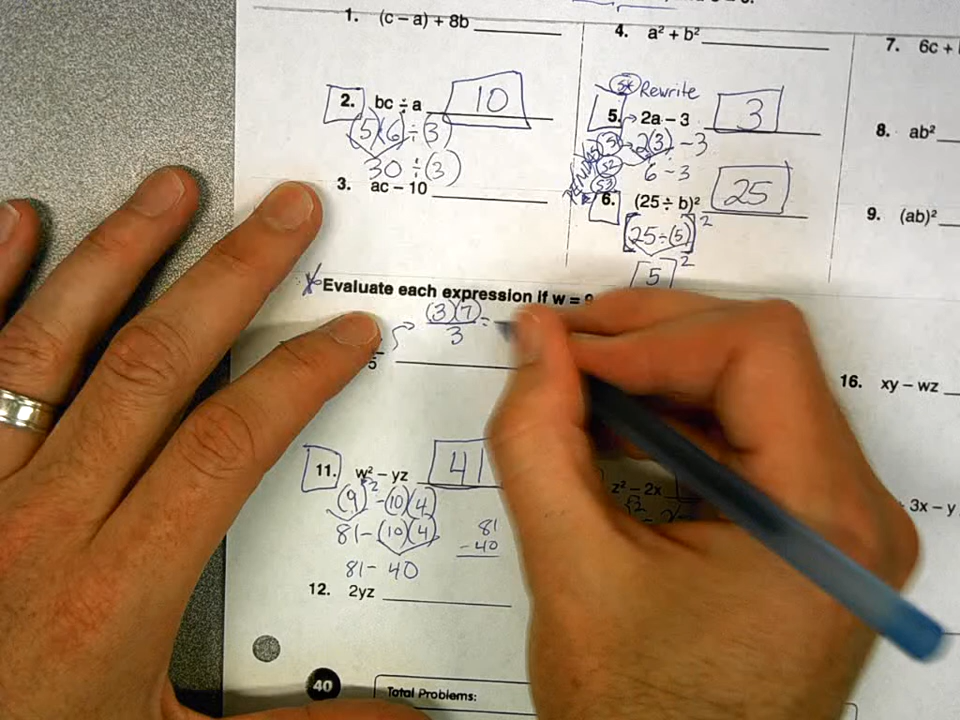 1. (c – a) + 8b
2. bc ÷ a 10
(5)(6) ÷ (3)
30 ÷ (3)
3. ac – 10
4. a² + b²
S* Rewrite
5. → 2a – 3 3
2(3) - 3
6 - 3
6. (25 ÷ b)² 25
[25÷(5)]²
[5]²
7. 6c +
8. ab²
9. (ab)²
Evaluate each expression if w = 9
(3)(7)
3
5
11. w² – yz 41
(9)² - (10)(4)
81 - (10)(4) 81
- 40
81 - 40
12. 2yz
z² – 2x
16. xy – wz
3x – y
40
Total Problems: